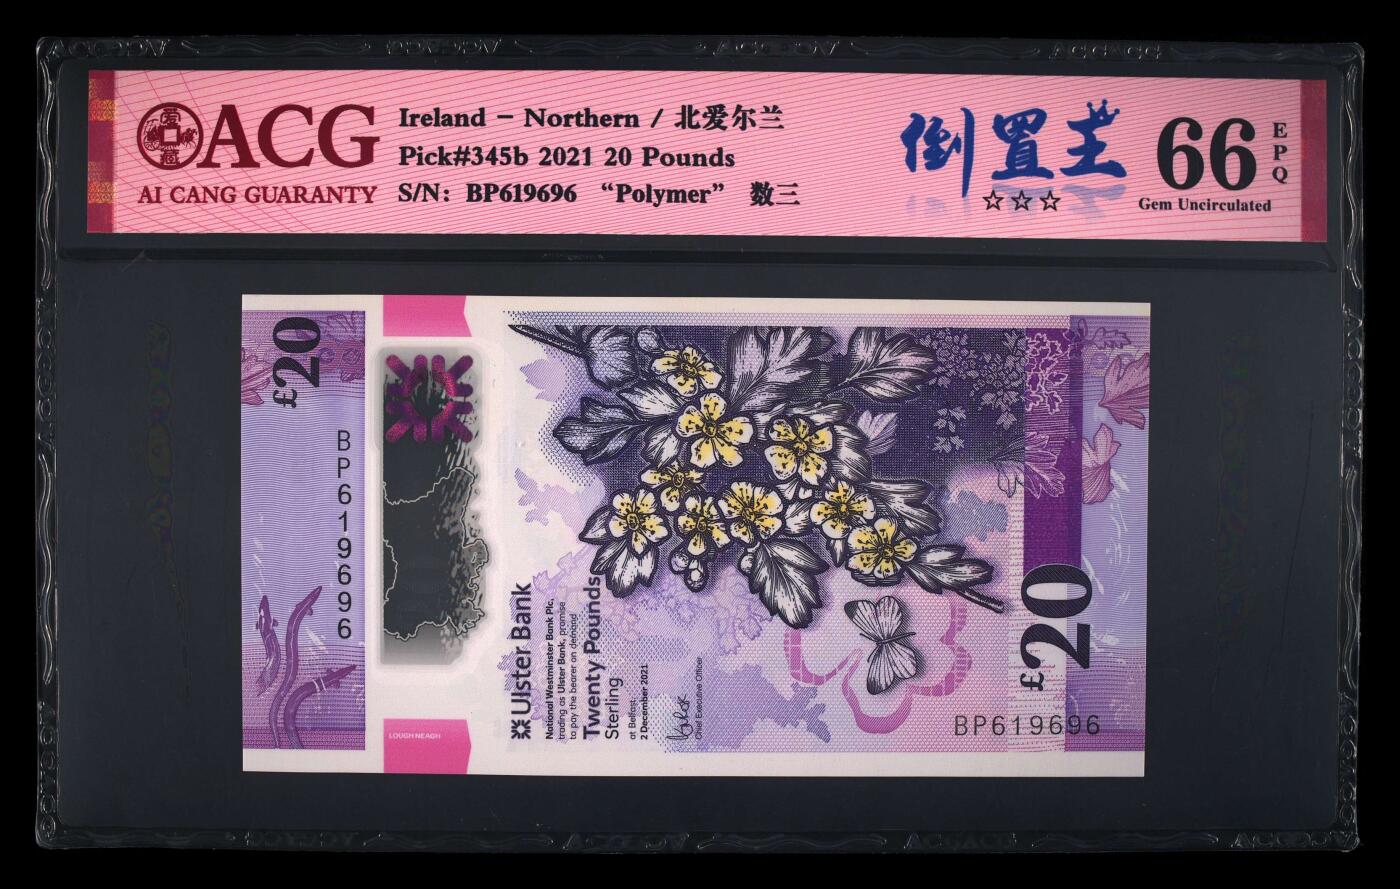 ACG
AI CANG GUARANTY
Ireland - Northern / 北爱尔兰
Pick#345b 2021 20 Pounds
S/N: BP619696 “Polymer” 数三
倒置王
☆☆☆
66
EPQ
Gem Uncirculated
£20
BP619696
LOUGH NEAGH
Ulster Bank
National Westminster Bank Plc,
trading as Ulster Bank, promise
to pay the bearer on demand
Twenty Pounds
Sterling
at Belfast
2 December 2021
Chief Executive Officer
£20
BP619696